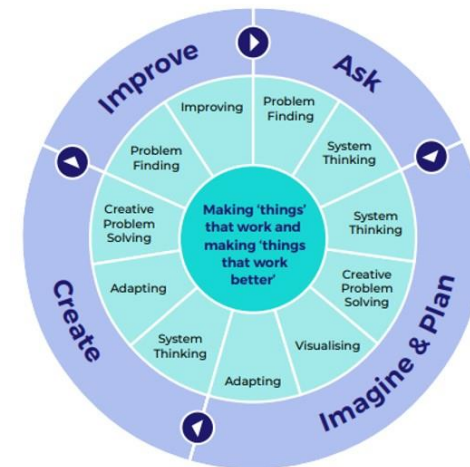 Improve
Ask
Imagine & Plan
Create
Improving
Problem
Finding
System
Thinking
System
Thinking
Creative
Problem
Solving
Visualising
Adapting
System
Thinking
Adapting
Creative
Problem
Solving
Problem
Finding
Making ‘things’
that work and
making ‘things
that work
better’